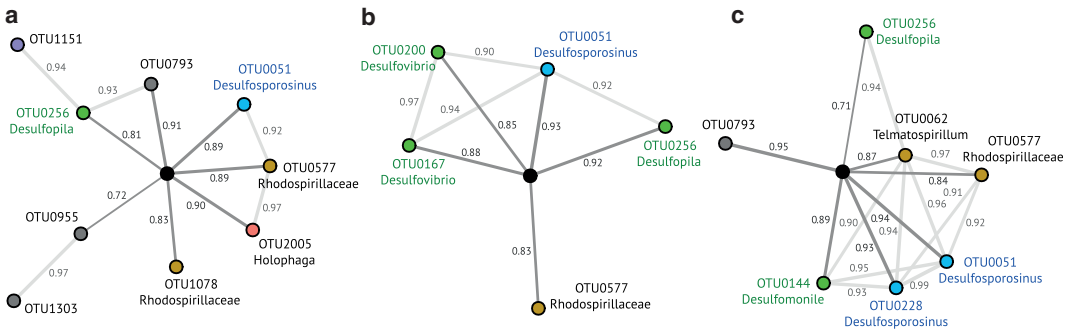 a
OTU1151
0.94
OTU0793
0.93
OTU0256
Desulfopila
0.81
0.91
OTU0051
Desulfosporosinus
0.89
0.92
OTU0577
Rhodospirillaceae
0.89
0.72
0.83
0.90
0.97
OTU0955
OTU2005
Holophaga
0.97
OTU1078
Rhodospirillaceae
OTU1303
b
OTU0200
Desulfovibrio
0.90
OTU0051
Desulfosporosinus
0.97
0.94
0.85
0.93
0.92
OTU0167
Desulfovibrio
0.88
0.92
OTU0256
Desulfopila
0.83
OTU0577
Rhodospirillaceae
c
OTU0256
Desulfopila
0.94
0.71
OTU0793
0.95
OTU0062
Telmatospirillum
0.87
0.97
OTU0577
Rhodospirillaceae
0.84
0.91
0.96
0.89
0.90
0.94
0.94
0.92
0.93
0.95
OTU0144
Desulfomonile
0.93
0.99
OTU0051
Desulfosporosinus
OTU0228
Desulfosporosinus